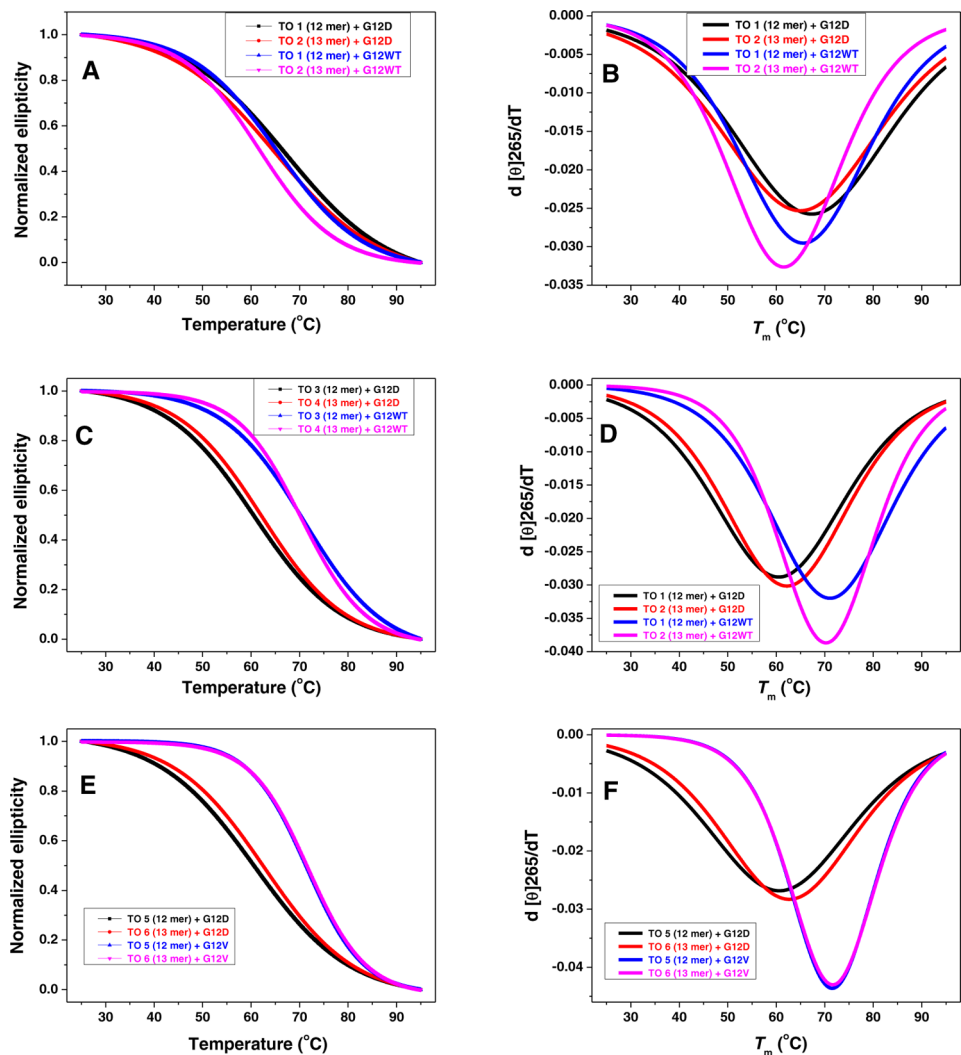 A
TO 1 (12 mer) + G12D
TO 2 (13 mer) + G12D
TO 1 (12 mer) + G12WT
TO 2 (13 mer) + G12WT
Normalized ellipticity
1.0
0.8
0.6
0.4
0.2
0.0
30 40 50 60 70 80 90
Temperature (°C)
B
TO 1 (12 mer) + G12D
TO 2 (13 mer) + G12D
TO 1 (12 mer) + G12WT
TO 2 (13 mer) + G12WT
d [θ]265/dT
0.000
-0.005
-0.010
-0.015
-0.020
-0.025
-0.030
-0.035
30 40 50 60 70 80 90
Tm (°C)
C
TO 3 (12 mer) + G12D
TO 4 (13 mer) + G12D
TO 3 (12 mer) + G12WT
TO 4 (13 mer) + G12WT
Normalized ellipticity
1.0
0.8
0.6
0.4
0.2
0.0
30 40 50 60 70 80 90
Temperature (°C)
D
TO 1 (12 mer) + G12D
TO 2 (13 mer) + G12D
TO 1 (12 mer) + G12WT
TO 2 (13 mer) + G12WT
d [θ]265/dT
0.000
-0.005
-0.010
-0.015
-0.020
-0.025
-0.030
-0.035
-0.040
30 40 50 60 70 80 90
Tm (°C)
E
TO 5 (12 mer) + G12D
TO 6 (13 mer) + G12D
TO 5 (12 mer) + G12V
TO 6 (13 mer) + G12V
Normalized ellipticity
1.0
0.8
0.6
0.4
0.2
0.0
30 40 50 60 70 80 90
Temperature (°C)
F
TO 5 (12 mer) + G12D
TO 6 (13 mer) + G12D
TO 5 (12 mer) + G12V
TO 6 (13 mer) + G12V
d [θ]265/dT
0.00
-0.01
-0.02
-0.03
-0.04
30 40 50 60 70 80 90
Tm (°C)